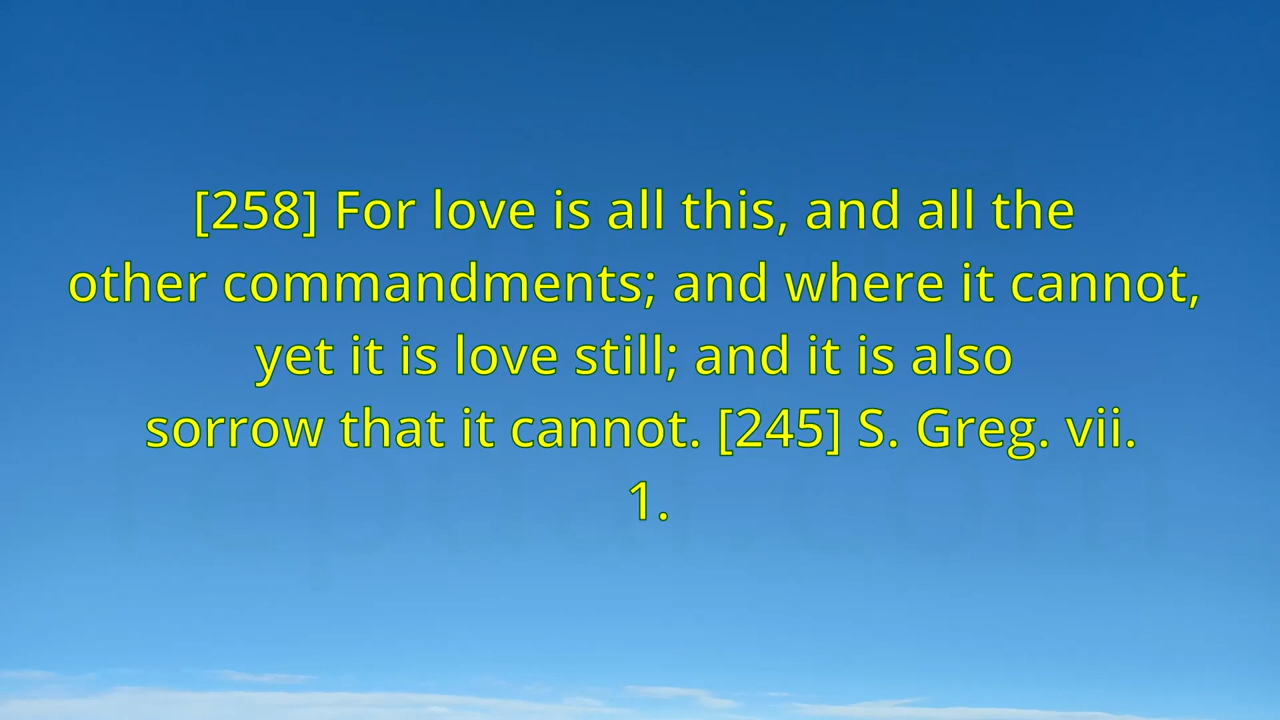 [258] For love is all this, and all the
other commandments; and where it cannot,
yet it is love still; and it is also
sorrow that it cannot. [245] S. Greg. vii.
1.